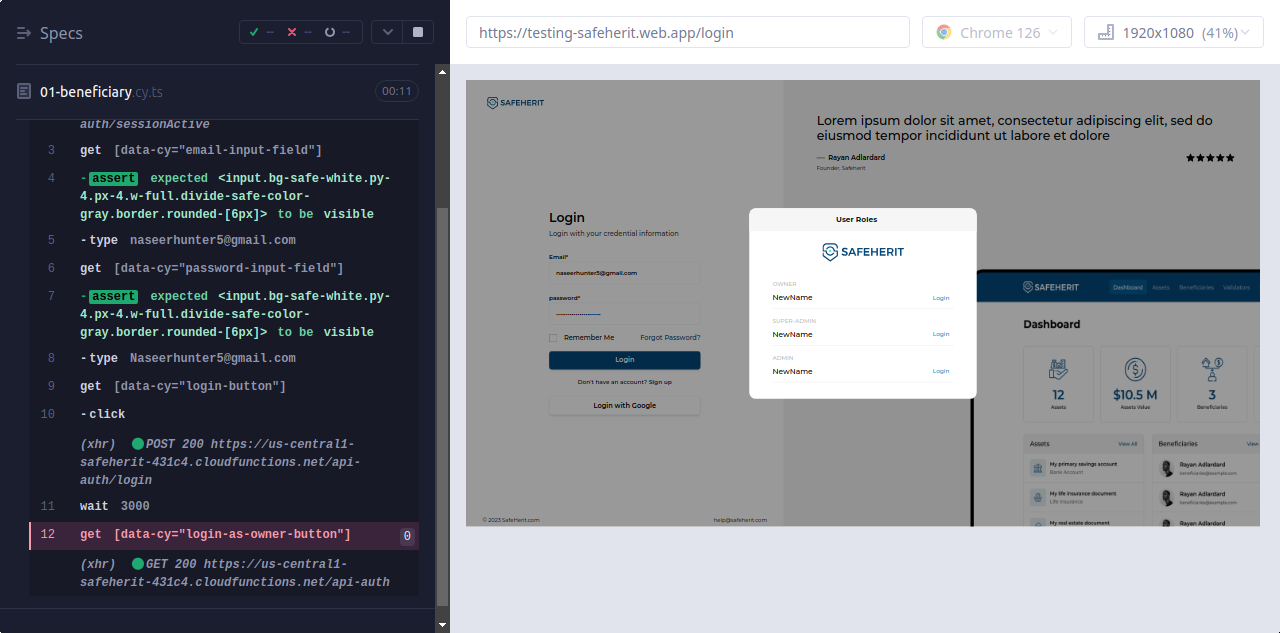 Specs
--
--
--
01-beneficiary.cy.ts
00:11
auth/sessionActive
3 get [data-cy="email-input-field"]
4 -assert expected <input.bg-safe-white.py-
4.px-4.w-full.divide-safe-color-
gray.border.rounded-[6px]> to be visible
5 -type naseerhunter5@gmail.com
6 get [data-cy="password-input-field"]
7 -assert expected <input.bg-safe-white.py-
4.px-4.w-full.divide-safe-color-
gray.border.rounded-[6px]> to be visible
8 -type Naseerhunter5@gmail.com
9 get [data-cy="login-button"]
10 -click
(xhr) POST 200 https://us-central1-
safeherit-431c4.cloudfunctions.net/api-
auth/login
11 wait 3000
12 get [data-cy="login-as-owner-button"] 0
(xhr) GET 200 https://us-central1-
safeherit-431c4.cloudfunctions.net/api-auth
https://testing-safeherit.web.app/login
Chrome 126
1920x1080 (41%)
SAFEHERIT
Login
Login with your credential information
Email*
naseerhunter5@gmail.com
password*
Remember Me Forgot Password?
Login
Don't have an account? Sign up
Login with Google
© 2023 SafeHerit.com help@safeherit.com
Lorem ipsum dolor sit amet, consectetur adipiscing elit, sed do
eiusmod tempor incididunt ut labore et dolore
— Rayan Adlardard
Founder, Safeherit
User Roles
SAFEHERIT
OWNER
NewName Login
SUPER-ADMIN
NewName Login
ADMIN
NewName Login
SAFEHERIT Dashboard Assets Beneficiaries Validators
Dashboard
12
Assets
$10.5 M
Assets Value
3
Beneficiaries
Assets View All
My primary savings account
Bank Account
My life insurance document
Life insurance
My real estate document
Beneficiaries View
Rayan Adlardard
beneficiaries@example.com
Rayan Adlardard
beneficiaries@example.com
Rayan Adlardard